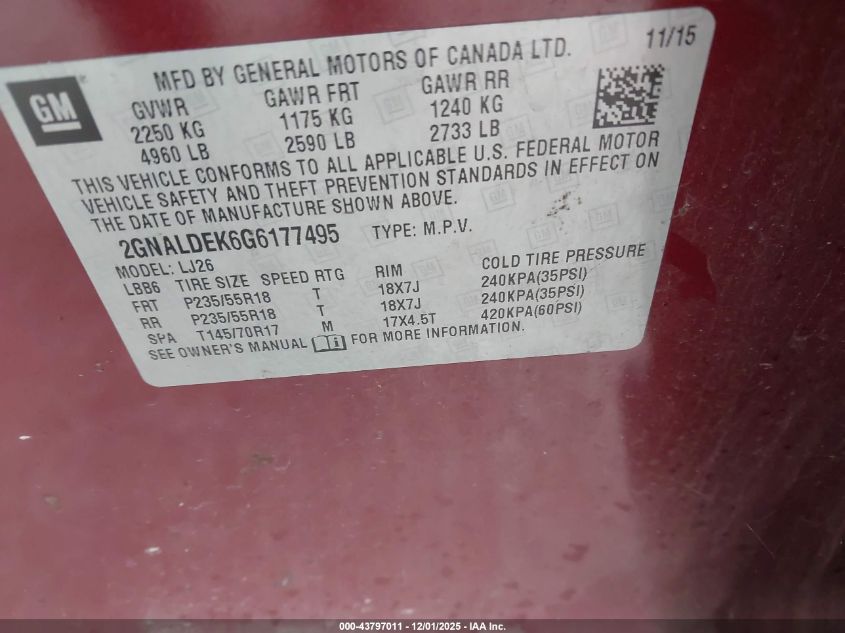 GM
MFD BY GENERAL MOTORS OF CANADA LTD. 11/15
GVWR GAWR FRT GAWR RR
2250 KG 1175 KG 1240 KG
4960 LB 2590 LB 2733 LB
THIS VEHICLE CONFORMS TO ALL APPLICABLE U.S. FEDERAL MOTOR
VEHICLE SAFETY AND THEFT PREVENTION STANDARDS IN EFFECT ON
THE DATE OF MANUFACTURE SHOWN ABOVE.
2GNALDEK6G6177495 TYPE: M.P.V.
MODEL: LJ26
LBB6 TIRE SIZE SPEED RTG RIM COLD TIRE PRESSURE
FRT P235/55R18 T 18X7J 240KPA(35PSI)
RR P235/55R18 T 18X7J 240KPA(35PSI)
SPA T145/70R17 M 17X4.5T 420KPA(60PSI)
SEE OWNER'S MANUAL FOR MORE INFORMATION.
000-43797011 - 12/01/2025 - IAA Inc.